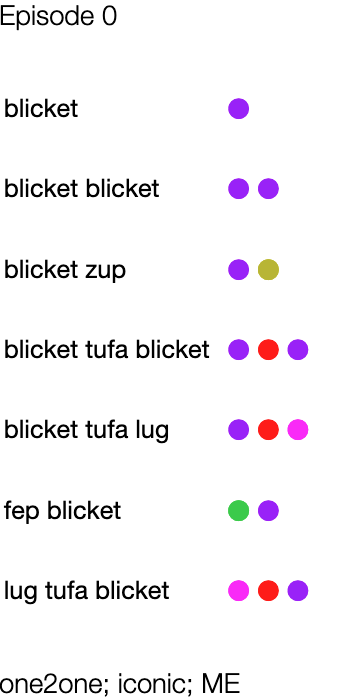 Episode 0
blicket
blicket blicket
blicket zup
blicket tufa blicket
blicket tufa lug
fep blicket
lug tufa blicket
one2one; iconic; ME